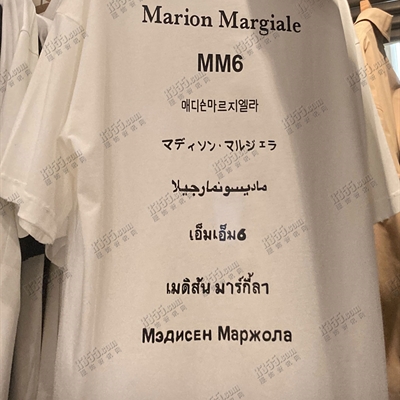 Marion Margiale
MM6
매디슨마르지엘라
マディソン・マルジェラ
ماديسونمارجيلا
เอ็มเอ็ม6
เมติสัน มาร์กี้ลา
Мэдисен Маржола